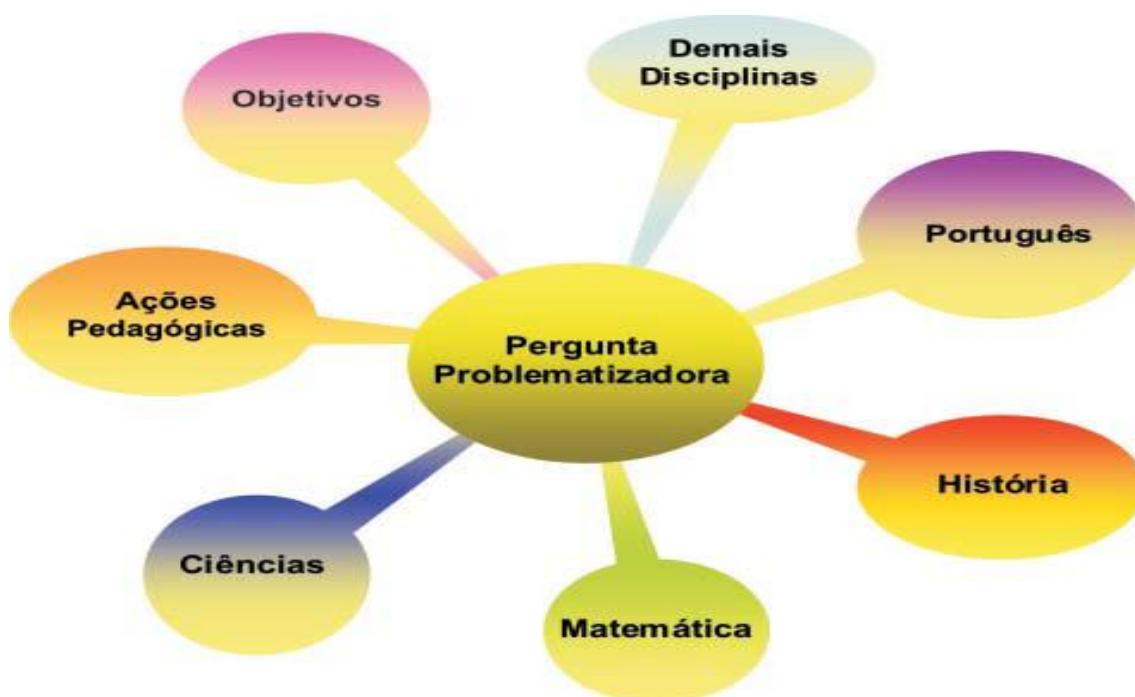 Demais
Disciplinas
Objetivos
Português
Ações
Pedagógicas
Pergunta
Problematizadora
História
Ciências
Matemática